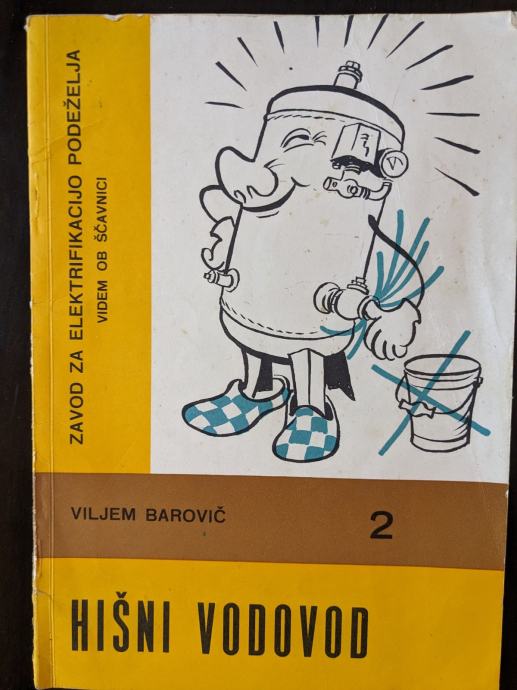 ZAVOD ZA ELEKTRIFIKACIJO PODEŽELJA
VIDEM OB ŠČAVNICI
VILJEM BAROVIČ
2
HIŠNI VODOVOD